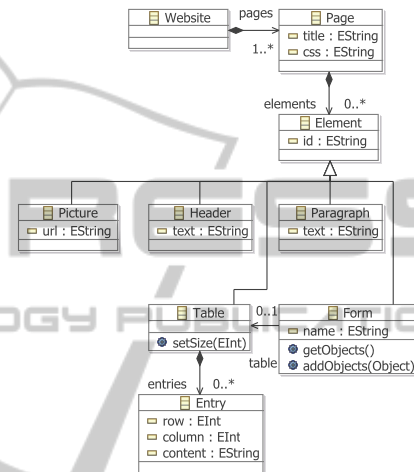 Website
pages
1..*
Page
title : EString
css : EString
elements 0..*
Element
id : EString
Picture
url : EString
Header
text : EString
Paragraph
text : EString
Table
setSize(EInt)
0..1
table
Form
name : EString
getObjects()
addObjects(Object)
entries 0..*
Entry
row : EInt
column : EInt
content : EString